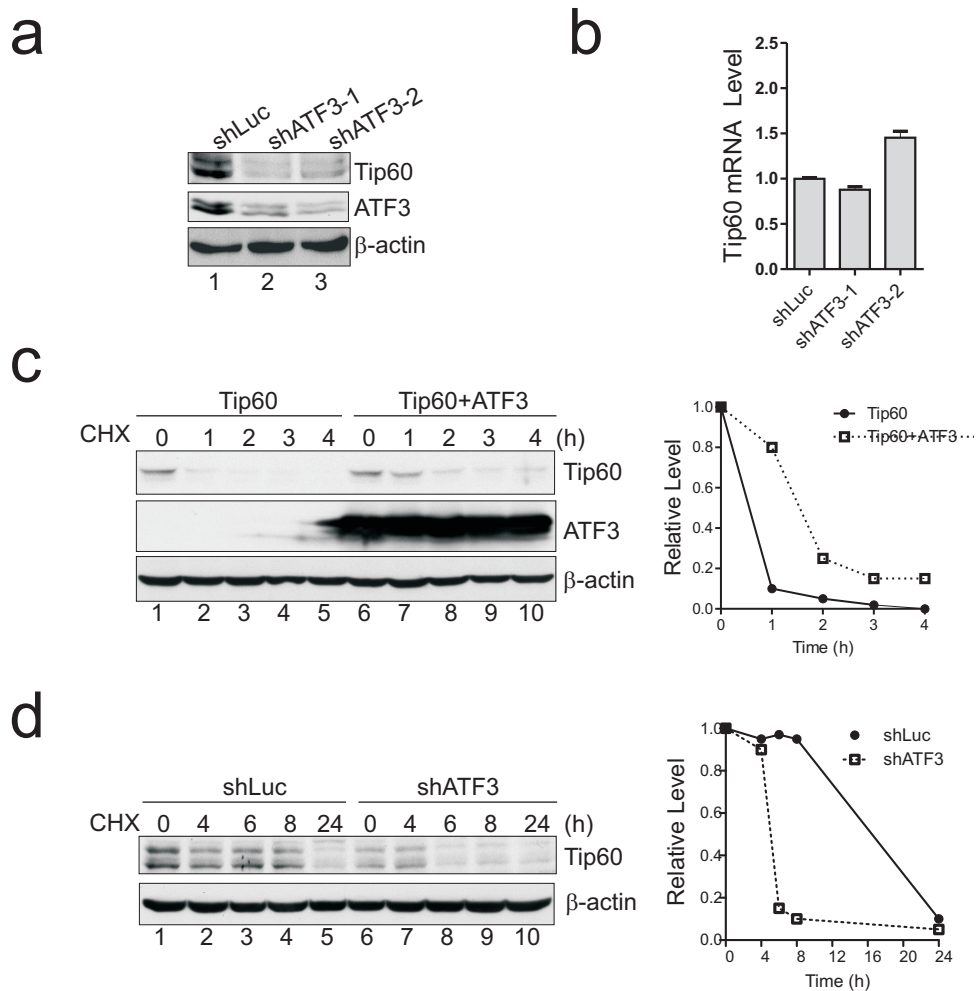 a
shLuc shATF3-1 shATF3-2
Tip60
ATF3
β-actin
1 2 3
b
Tip60 mRNA Level
2.5
2.0
1.5
1.0
0.5
0.0
shLuc shATF3-1 shATF3-2
c
Tip60 Tip60+ATF3
CHX 0 1 2 3 4 0 1 2 3 4 (h)
Tip60
ATF3
β-actin
1 2 3 4 5 6 7 8 9 10
Relative Level
1.0
0.8
0.6
0.4
0.2
0.0
0 1 2 3 4
Time (h)
Tip60
Tip60+ATF3
d
shLuc shATF3
CHX 0 4 6 8 24 0 4 6 8 24 (h)
Tip60
β-actin
1 2 3 4 5 6 7 8 9 10
Relative Level
1.0
0.8
0.6
0.4
0.2
0.0
0 4 8 12 16 20 24
Time (h)
shLuc
shATF3